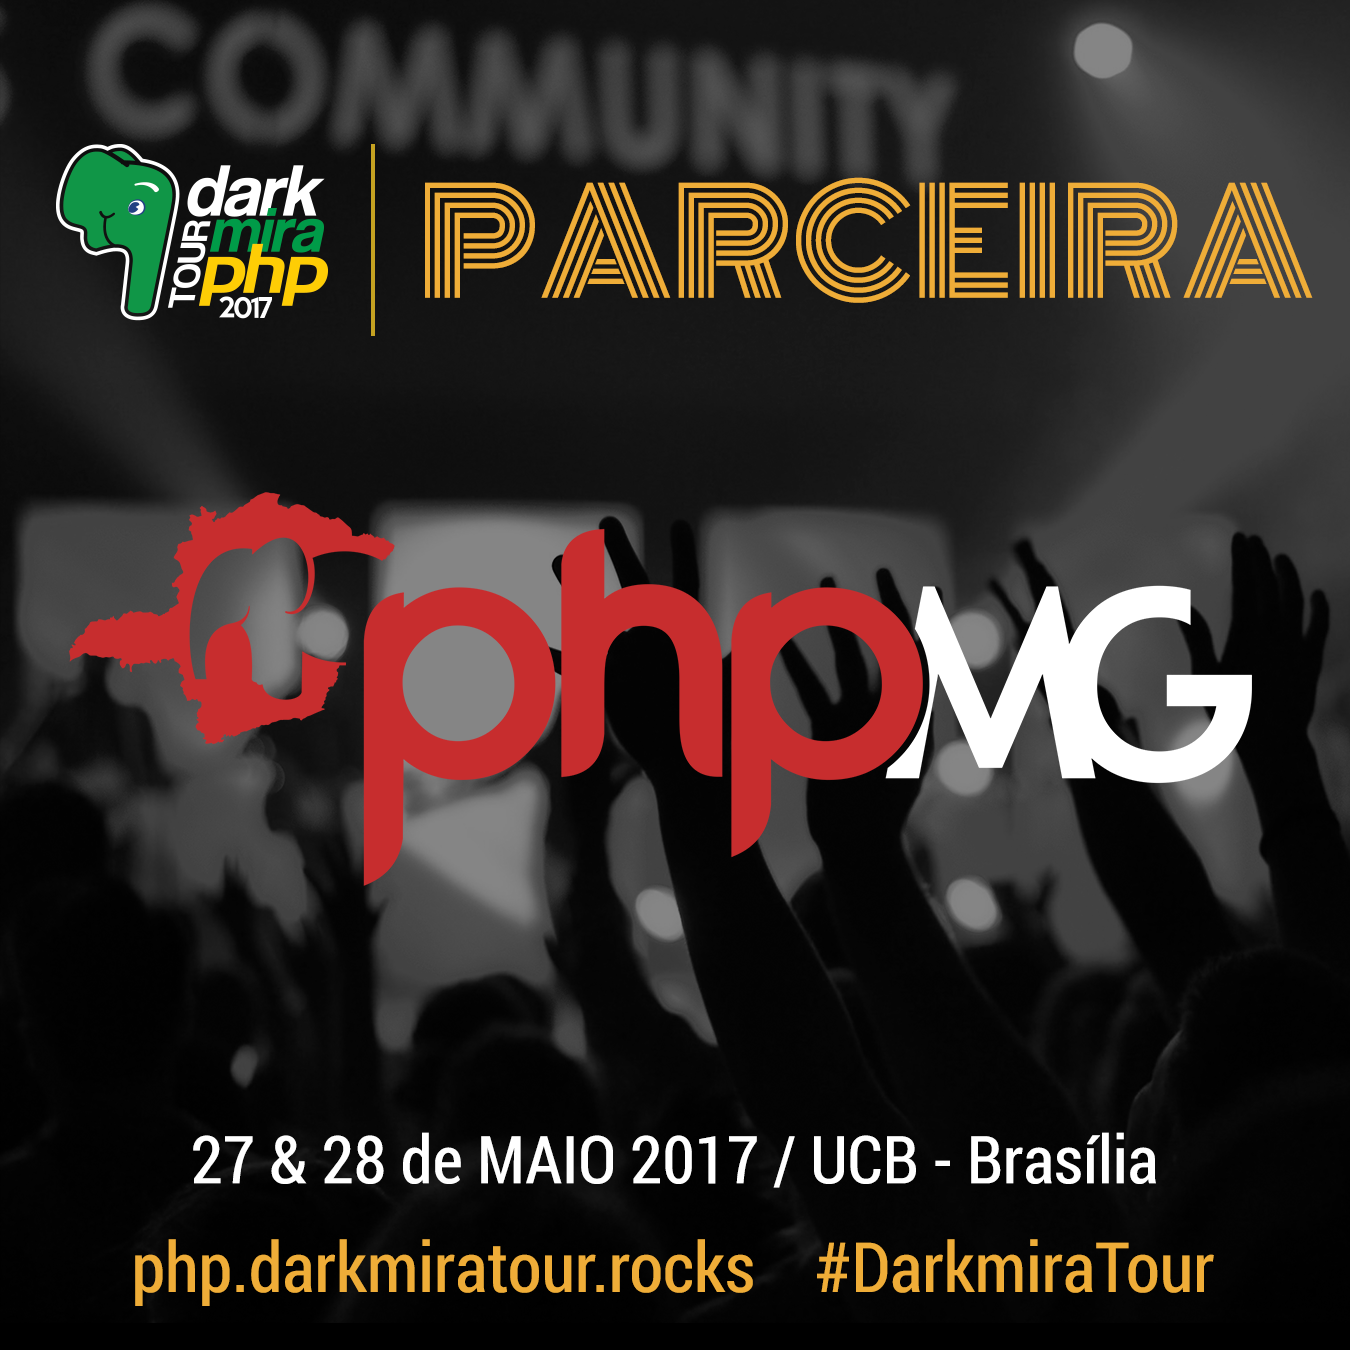 COMMUNITY
dark
mira
TOUR
php
2017
PARCEIRA
phpMG
27 & 28 de MAIO 2017 / UCB - Brasília
php.darkmiratour.rocks #DarkmiraTour